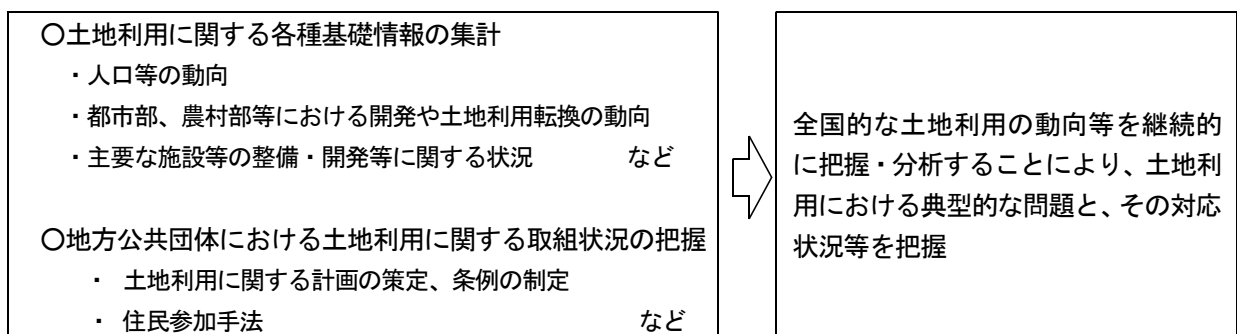 〇土地利用に関する各種基礎情報の集計
・人口等の動向
・都市部、農村部等における開発や土地利用転換の動向
・主要な施設等の整備・開発等に関する状況 など
〇地方公共団体における土地利用に関する取組状況の把握
・ 土地利用に関する計画の策定、条例の制定
・ 住民参加手法 など
全国的な土地利用の動向等を継続的
に把握・分析することにより、土地利
用における典型的な問題と、その対応
状況等を把握